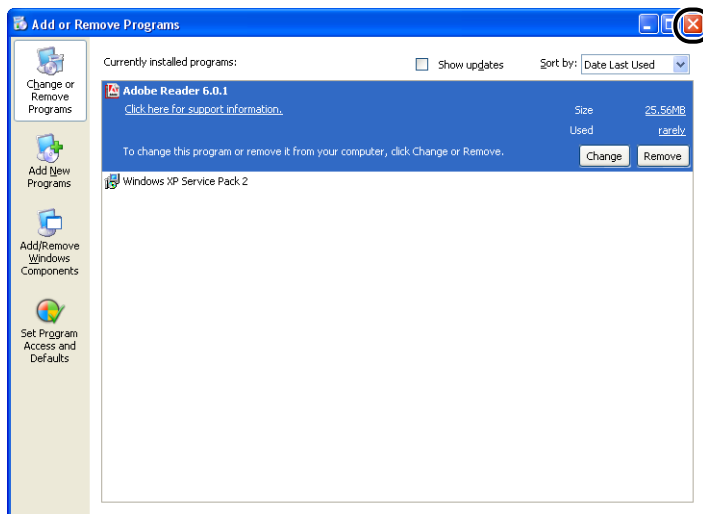 Add or Remove Programs
Change or
Remove
Programs
Add New
Programs
Add/Remove
Windows
Components
Set Program
Access and
Defaults
Currently installed programs:
Show updates
Sort by: Date Last Used
Adobe Reader 6.0.1
Click here for support information.
Size 25.56MB
Used rarely
To change this program or remove it from your computer, click Change or Remove.
Change Remove
Windows XP Service Pack 2